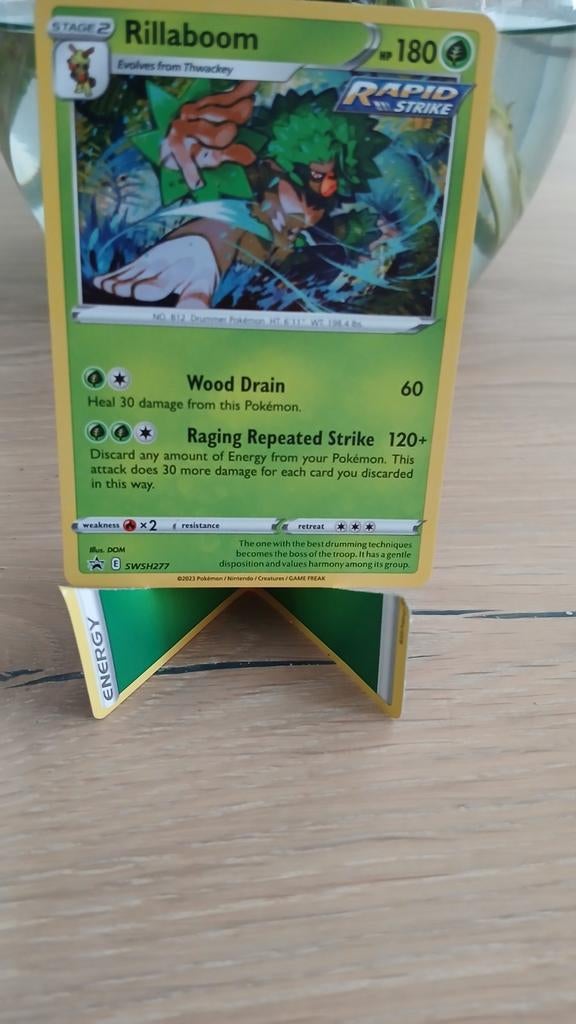 STAGE 2
Rillaboom
HP 180
Evolves from Thwackey
RAPID
STRIKE
NO. 812 Drummer Pokémon HT: 6'11" WT: 198.4 lbs.
Wood Drain 60
Heal 30 damage from this Pokémon.
Raging Repeated Strike 120+
Discard any amount of Energy from your Pokémon. This
attack does 30 more damage for each card you discarded
in this way.
weakness ×2 resistance retreat
Illus. DOM
E SWSH277
The one with the best drumming techniques
becomes the boss of the troop. It has a gentle
disposition and values harmony among its group.
©2023 Pokémon / Nintendo / Creatures / GAME FREAK
ENERGY